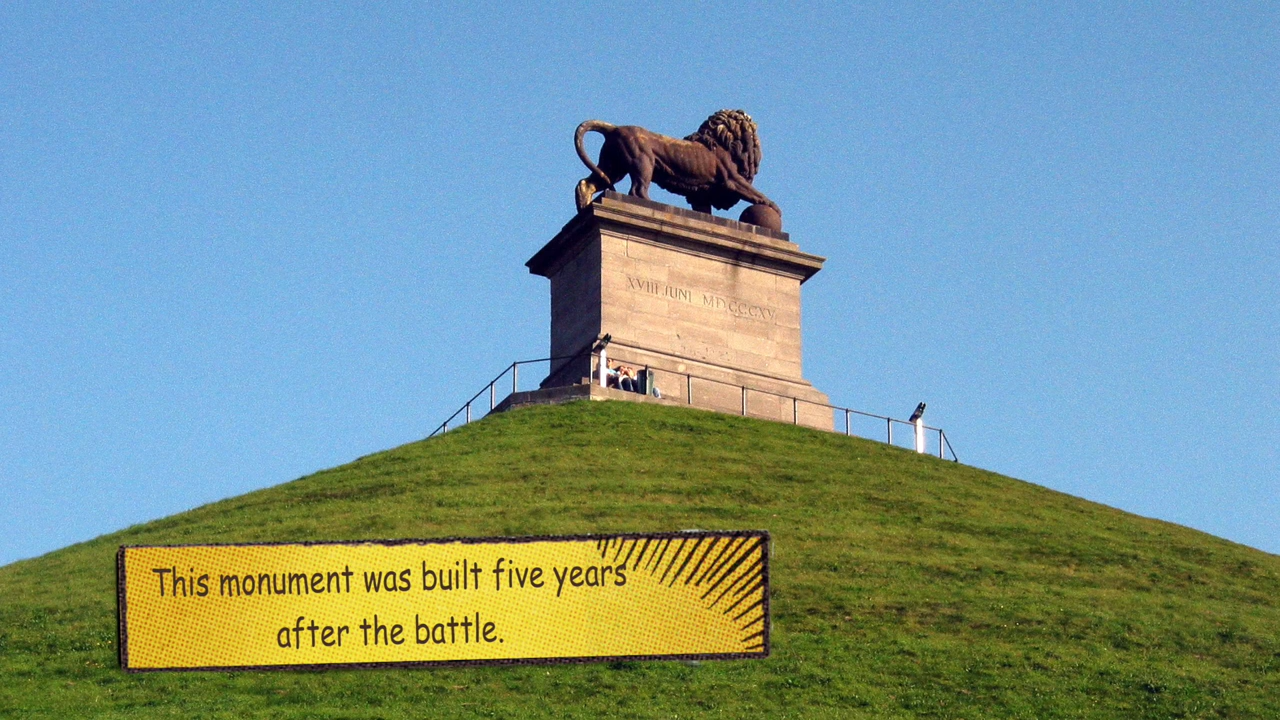 XVIII JUNI MDCCCXV.
This monument was built five years
after the battle.